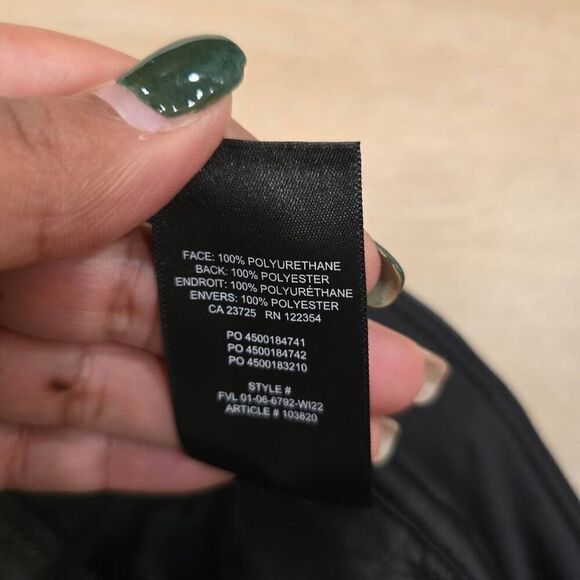 FACE: 100% POLYURETHANE
BACK: 100% POLYESTER
ENDROIT: 100% POLYURÉTHANE
ENVERS: 100% POLYESTER
CA 23725 RN 122354
PO 4500184741
PO 4500184742
PO 4500183210
STYLE #
FVL 01-06-6792-WI22
ARTICLE # 103820